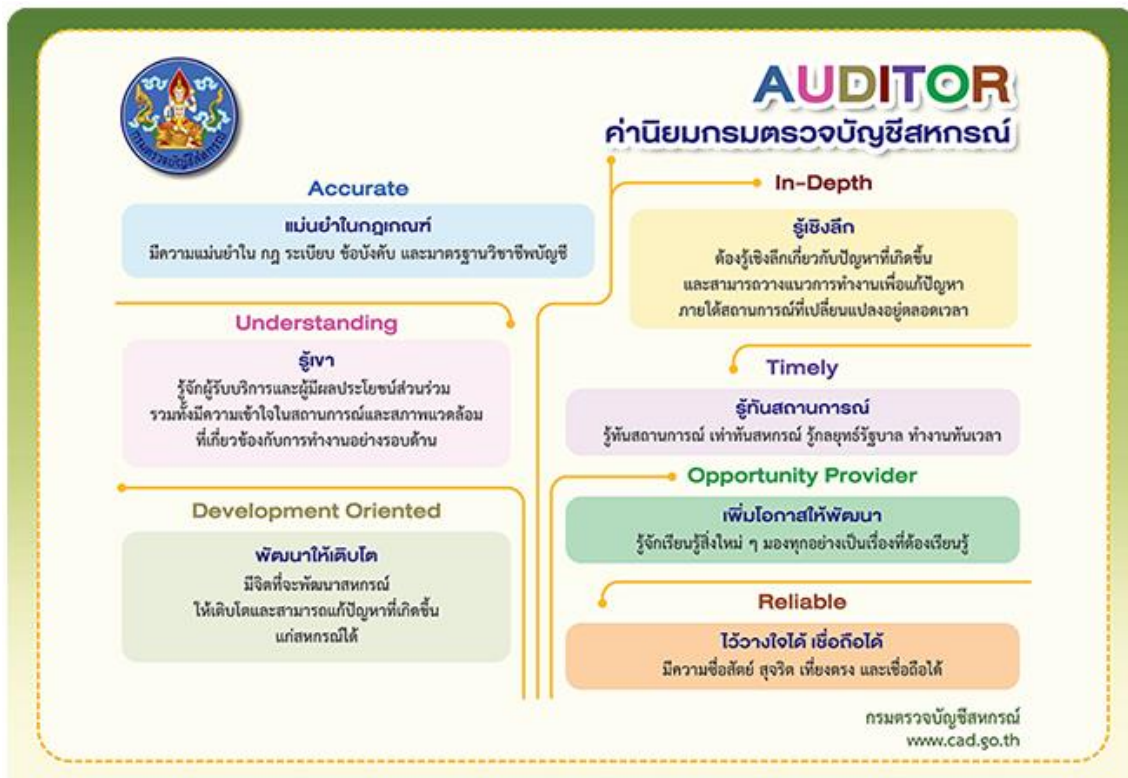 AUDITOR
ค่านิยมกรมตรวจบัญชีสหกรณ์
กรมตรวจบัญชีสหกรณ์
Accurate
แม่นยำในกฎเกณฑ์
มีความแม่นยำใน กฎ ระเบียบ ข้อบังคับ และมาตรฐานวิชาชีพบัญชี
Understanding
รู้เขา
รู้จักผู้รับบริการและผู้มีผลประโยชน์ส่วนร่วม
รวมทั้งมีความเข้าใจในสถานการณ์และสภาพแวดล้อม
ที่เกี่ยวข้องกับการทำงานอย่างรอบด้าน
Development Oriented
พัฒนาให้เติบโต
มีจิตที่จะพัฒนาสหกรณ์
ให้เติบโตและสามารถแก้ปัญหาที่เกิดขึ้น
แก่สหกรณ์ได้
In-Depth
รู้เชิงลึก
ต้องรู้เชิงลึกเกี่ยวกับปัญหาที่เกิดขึ้น
และสามารถวางแนวการทำงานเพื่อแก้ปัญหา
ภายใต้สถานการณ์ที่เปลี่ยนแปลงอยู่ตลอดเวลา
Timely
รู้ทันสถานการณ์
รู้ทันสถานการณ์ เท่าทันสหกรณ์ รู้กลยุทธ์รัฐบาล ทำงานทันเวลา
Opportunity Provider
เพิ่มโอกาสให้พัฒนา
รู้จักเรียนรู้สิ่งใหม่ ๆ มองทุกอย่างเป็นเรื่องที่ต้องเรียนรู้
Reliable
ไว้วางใจได้ เชื่อถือได้
มีความซื่อสัตย์ สุจริต เที่ยงตรง และเชื่อถือได้
กรมตรวจบัญชีสหกรณ์
www.cad.go.th